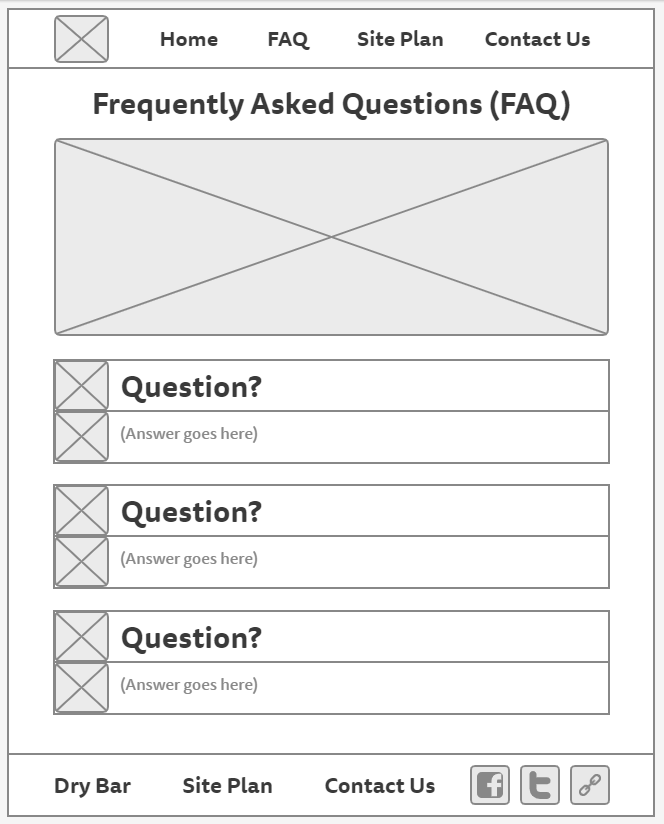 Home FAQ Site Plan Contact Us
Frequently Asked Questions (FAQ)
Question?
(Answer goes here)
Question?
(Answer goes here)
Question?
(Answer goes here)
Dry Bar Site Plan Contact Us